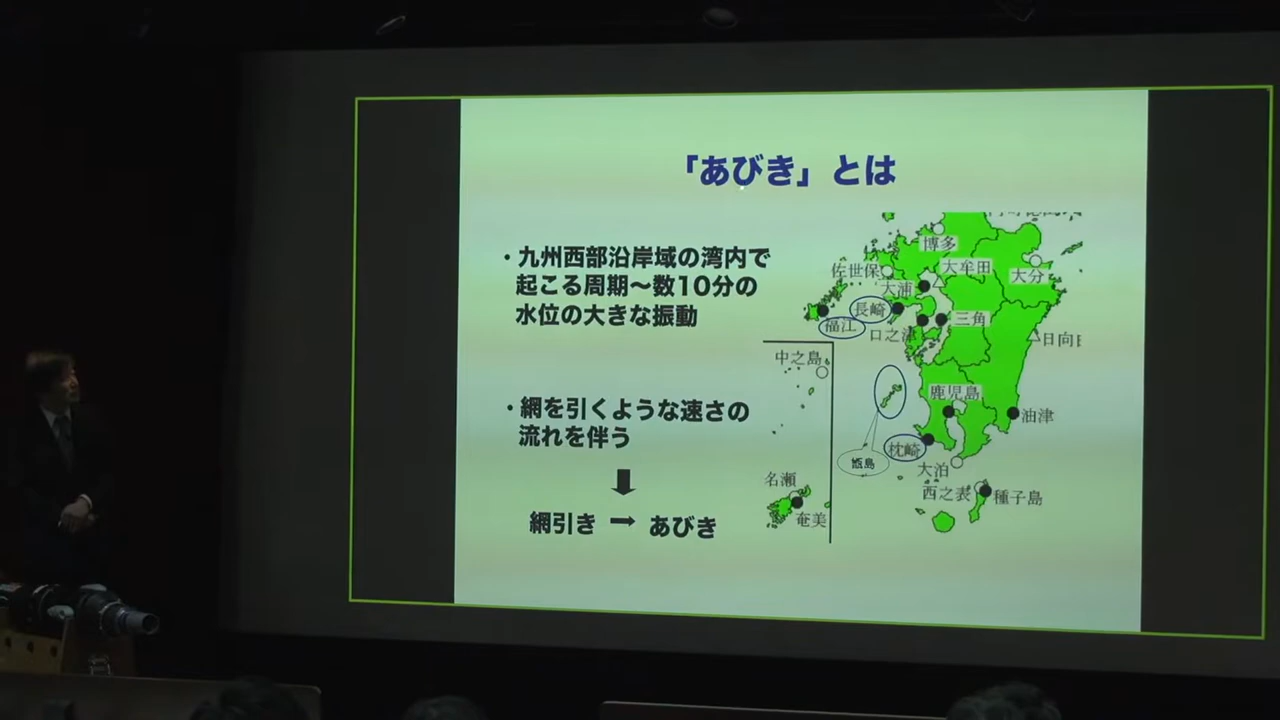 「あびき」とは
・九州西部沿岸域の湾内で
起こる周期～数10分の
水位の大きな振動
・網を引くような速さの
流れを伴う
網引き ➡ あびき
博多
佐世保
大牟田
大分
大浦
長崎
福江
三角
口之津
日向
中之島
鹿児島
油津
枕崎
甑島
大泊
名瀬
西之表
種子島
奄美